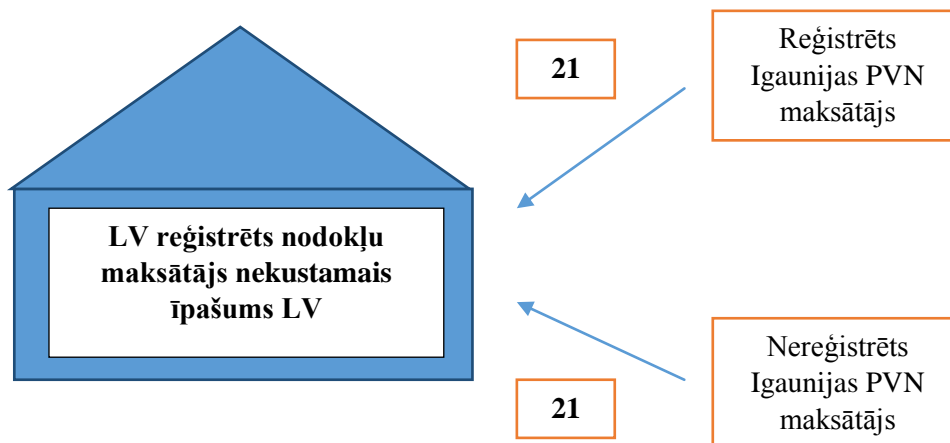 21
Reģistrēts
Igaunijas PVN
maksātājs
LV reģistrēts nodokļu
maksātājs nekustamais
īpašums LV
Nereģistrēts
Igaunijas PVN
maksātājs
21